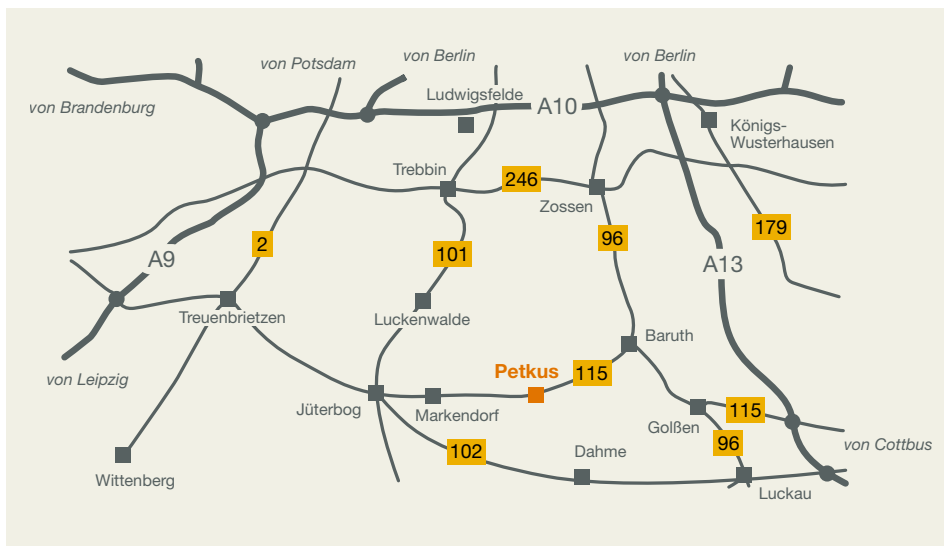 von Potsdam
von Berlin
von Berlin
von Brandenburg
Ludwigsfelde
A10
Königs-
Wusterhausen
Trebbin
246
Zossen
2
101
96
179
A9
A13
Treuenbrietzen
Luckenwalde
Baruth
von Leipzig
Petkus
115
Jüterbog
Markendorf
115
Golßen
96
von Cottbus
102
Dahme
Wittenberg
Luckau